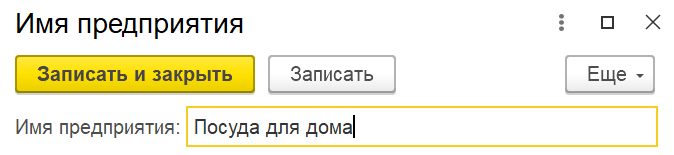 Имя предприятия
Записать и закрыть Записать Еще
Имя предприятия: Посуда для дома